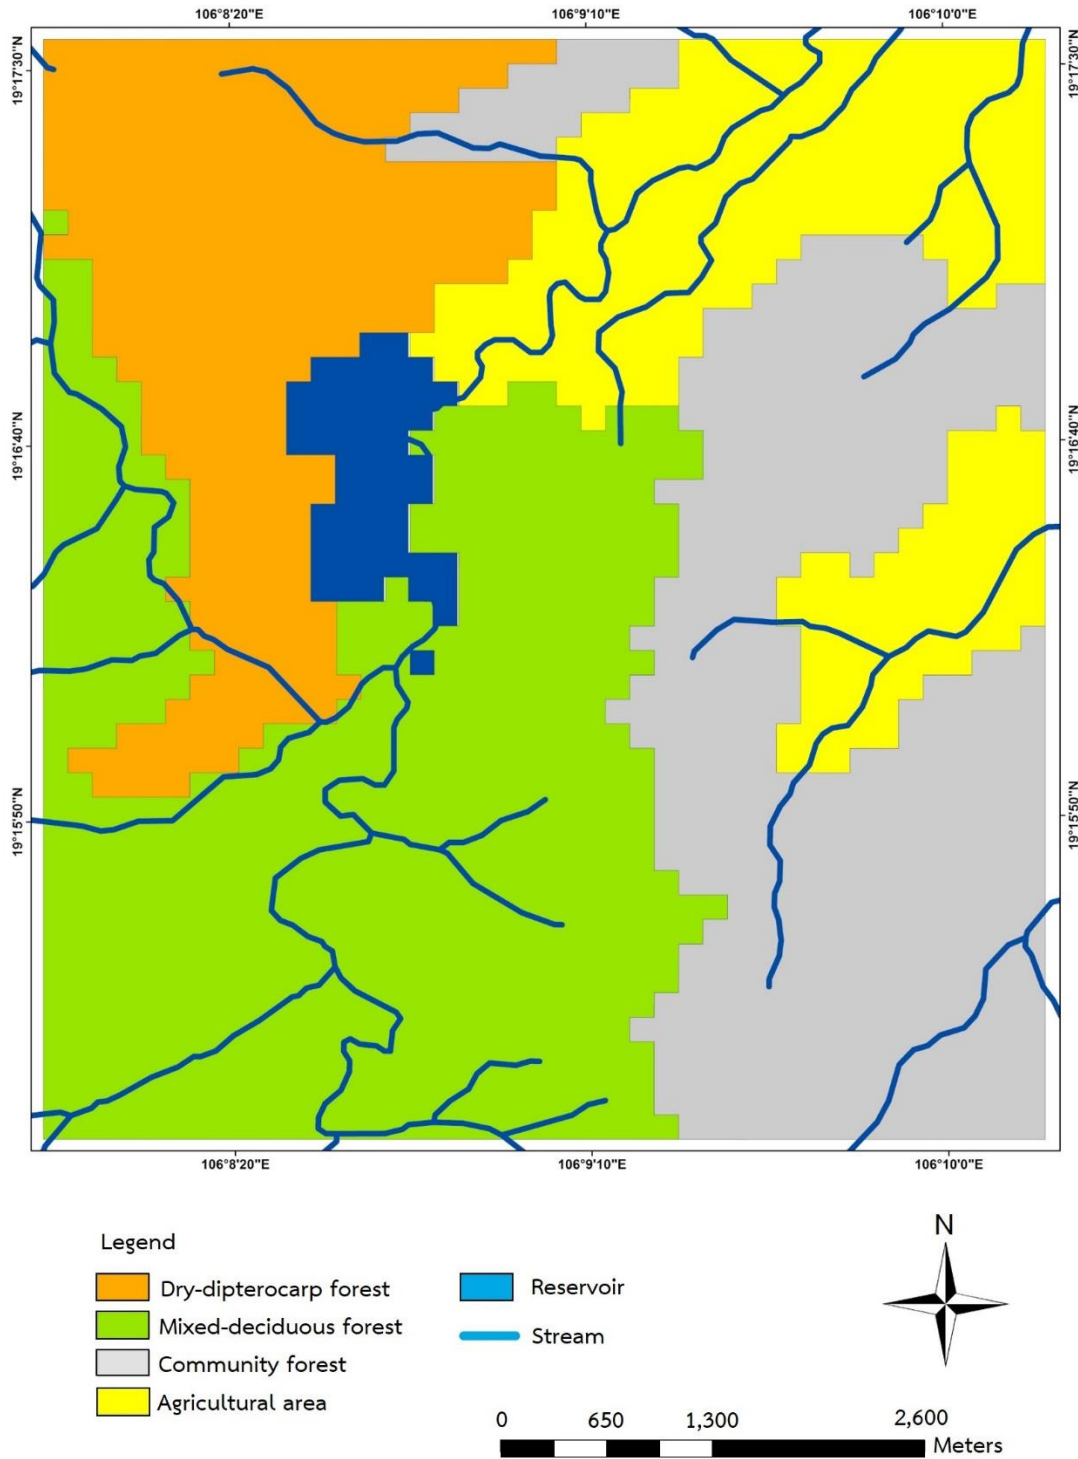 106°8'20"E 106°9'10"E 106°10'0"E
19°17'30"N 19°17'30"N
19°16'40"N 19°16'40"N
19°15'50"N 19°15'50"N
106°8'20"E 106°9'10"E 106°10'0"E
Legend
Dry-dipterocarp forest
Mixed-deciduous forest
Community forest
Agricultural area
Reservoir
Stream
N
0 650 1,300 2,600
Meters